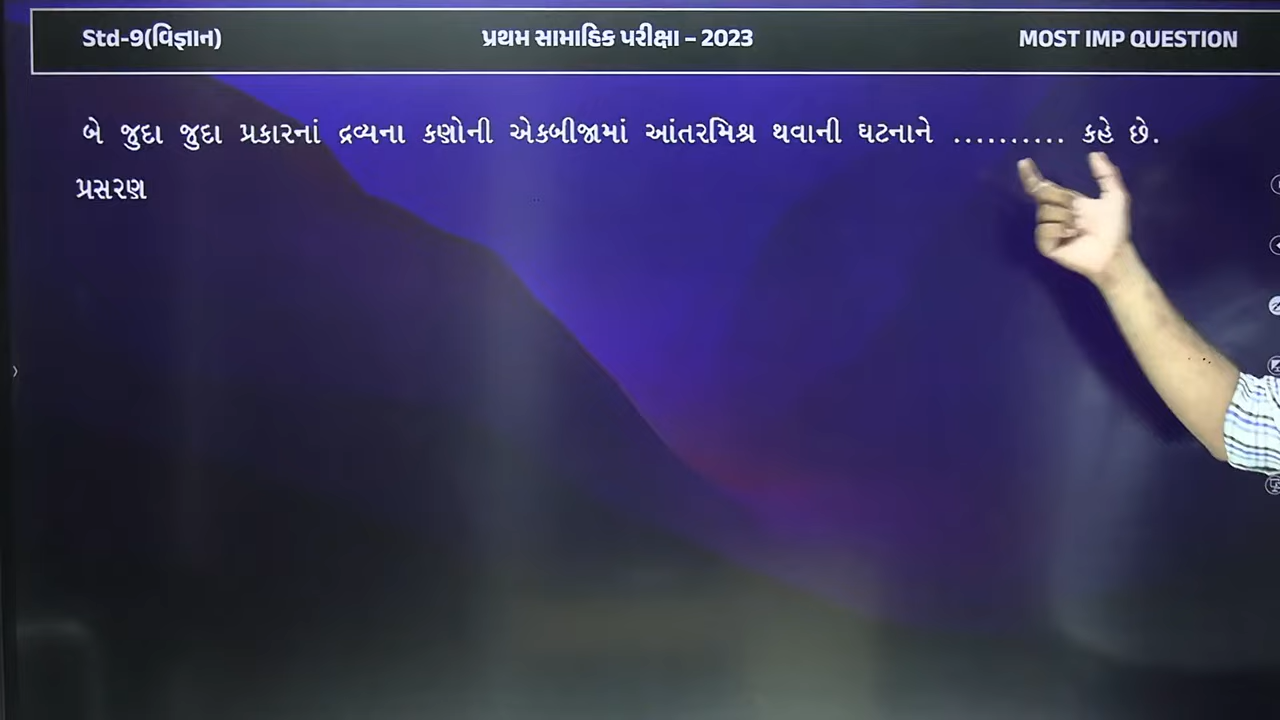 Std-9(વિજ્ઞાન) પ્રથમ સામાહિક પરીક્ષા – 2023 MOST IMP QUESTION
બે જુદા જુદા પ્રકારનાં દ્રવ્યના કણોની એકબીજામાં આંતરમિશ્ર થવાની ઘટનાને .......... કહે છે.
પ્રસરણ